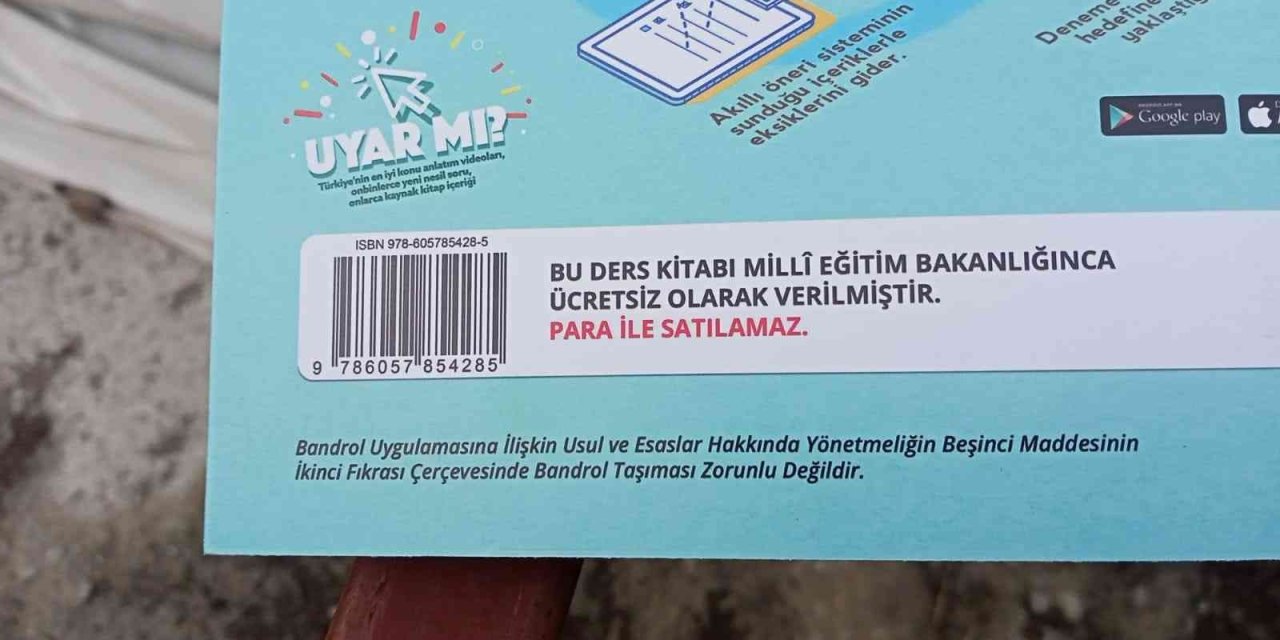 UYAR MI?
Türkiye'nin en iyi konu anlatım videoları,
onbinlerce yeni nesil soru,
onlarca kaynak kitap içeriği
Akıllı öneri sisteminin
sunduğu içeriklerle
eksiklerini gider.
Deneme
hedefine
yaklaştığ
Google play
ISBN 978-605785428-5
9 786057 854285
BU DERS KİTABI MİLLÎ EĞİTİM BAKANLIĞINCA
ÜCRETSİZ OLARAK VERİLMİŞTİR.
PARA İLE SATILAMAZ.
Bandrol Uygulamasına İlişkin Usul ve Esaslar Hakkında Yönetmeliğin Beşinci Maddesinin
İkinci Fıkrası Çerçevesinde Bandrol Taşıması Zorunlu Değildir.